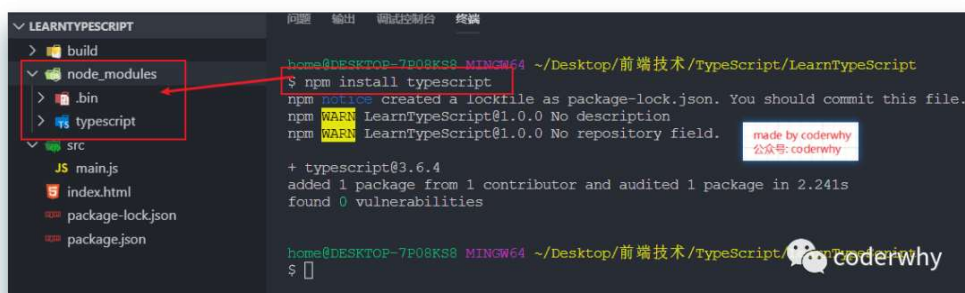 LEARNTYPESCRIPT
build
node_modules
.bin
TS typescript
src
JS main.js
index.html
package-lock.json
package.json
问题 输出 调试控制台 终端
home@DESKTOP-7P08KS8 MINGW64 ~/Desktop/前端技术/TypeScript/LearnTypeScript
$ npm install typescript
npm notice created a lockfile as package-lock.json. You should commit this file.
npm WARN LearnTypeScript@1.0.0 No description
npm WARN LearnTypeScript@1.0.0 No repository field.
made by coderwhy
公众号: coderwhy
+ typescript@3.6.4
added 1 package from 1 contributor and audited 1 package in 2.241s
found 0 vulnerabilities
home@DESKTOP-7P08KS8 MINGW64 ~/Desktop/前端技术/TypeScript/LearnTypeScript
$
coderwhy